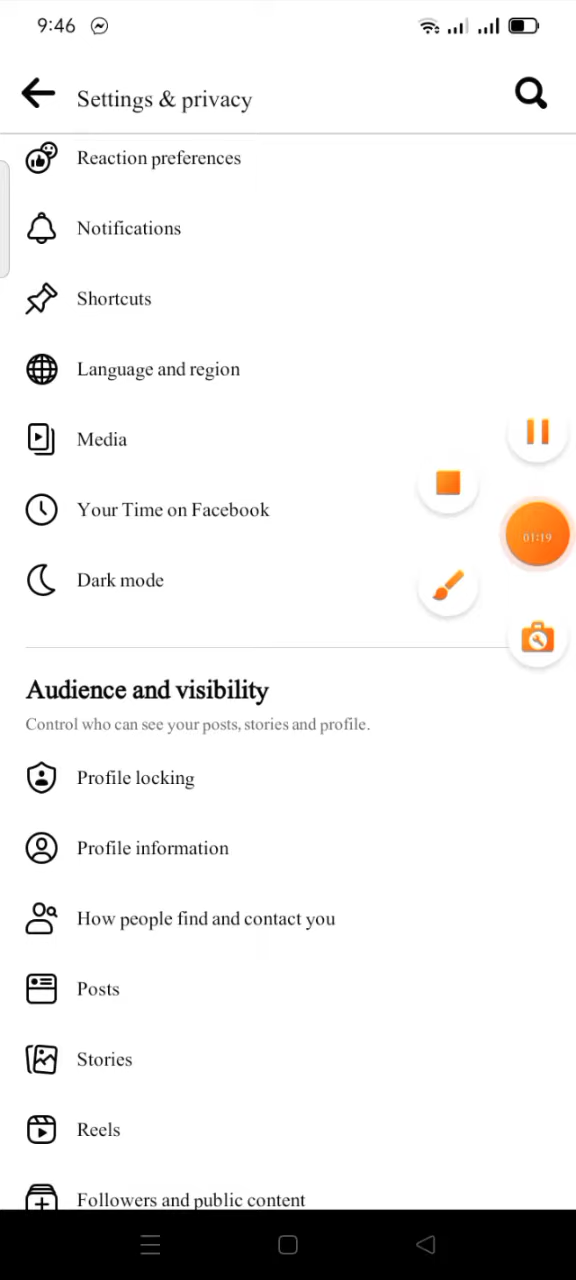 9:46
Settings & privacy
Reaction preferences
Notifications
Shortcuts
Language and region
Media
Your Time on Facebook
01:19
Dark mode
Audience and visibility
Control who can see your posts, stories and profile.
Profile locking
Profile information
How people find and contact you
Posts
Stories
Reels
Followers and public content